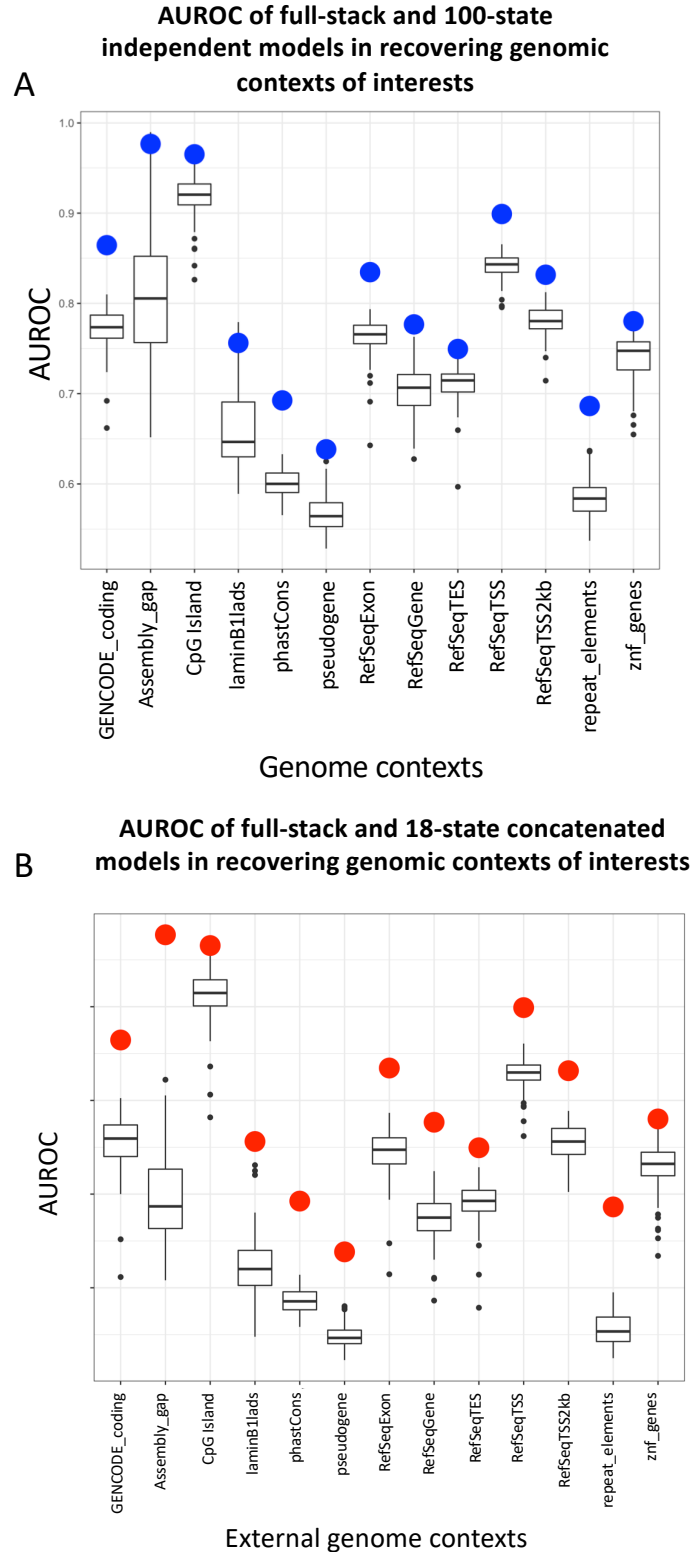 AUROC of full-stack and 100-state
independent models in recovering genomic
contexts of interests
A
1.0
0.9
0.8
0.7
0.6
AUROC
GENCODE_coding
Assembly_gap
CpG Island
laminB1lads
phastCons
pseudogene
RefSeqExon
RefSeqGene
RefSeqTES
RefSeqTSS
RefSeqTSS2kb
repeat_elements
znf_genes
Genome contexts
AUROC of full-stack and 18-state concatenated
models in recovering genomic contexts of interests
B
AUROC
GENCODE_coding
Assembly_gap
CpG Island
laminB1lads
phastCons
pseudogene
RefSeqExon
RefSeqGene
RefSeqTES
RefSeqTSS
RefSeqTSS2kb
repeat_elements
znf_genes
External genome contexts